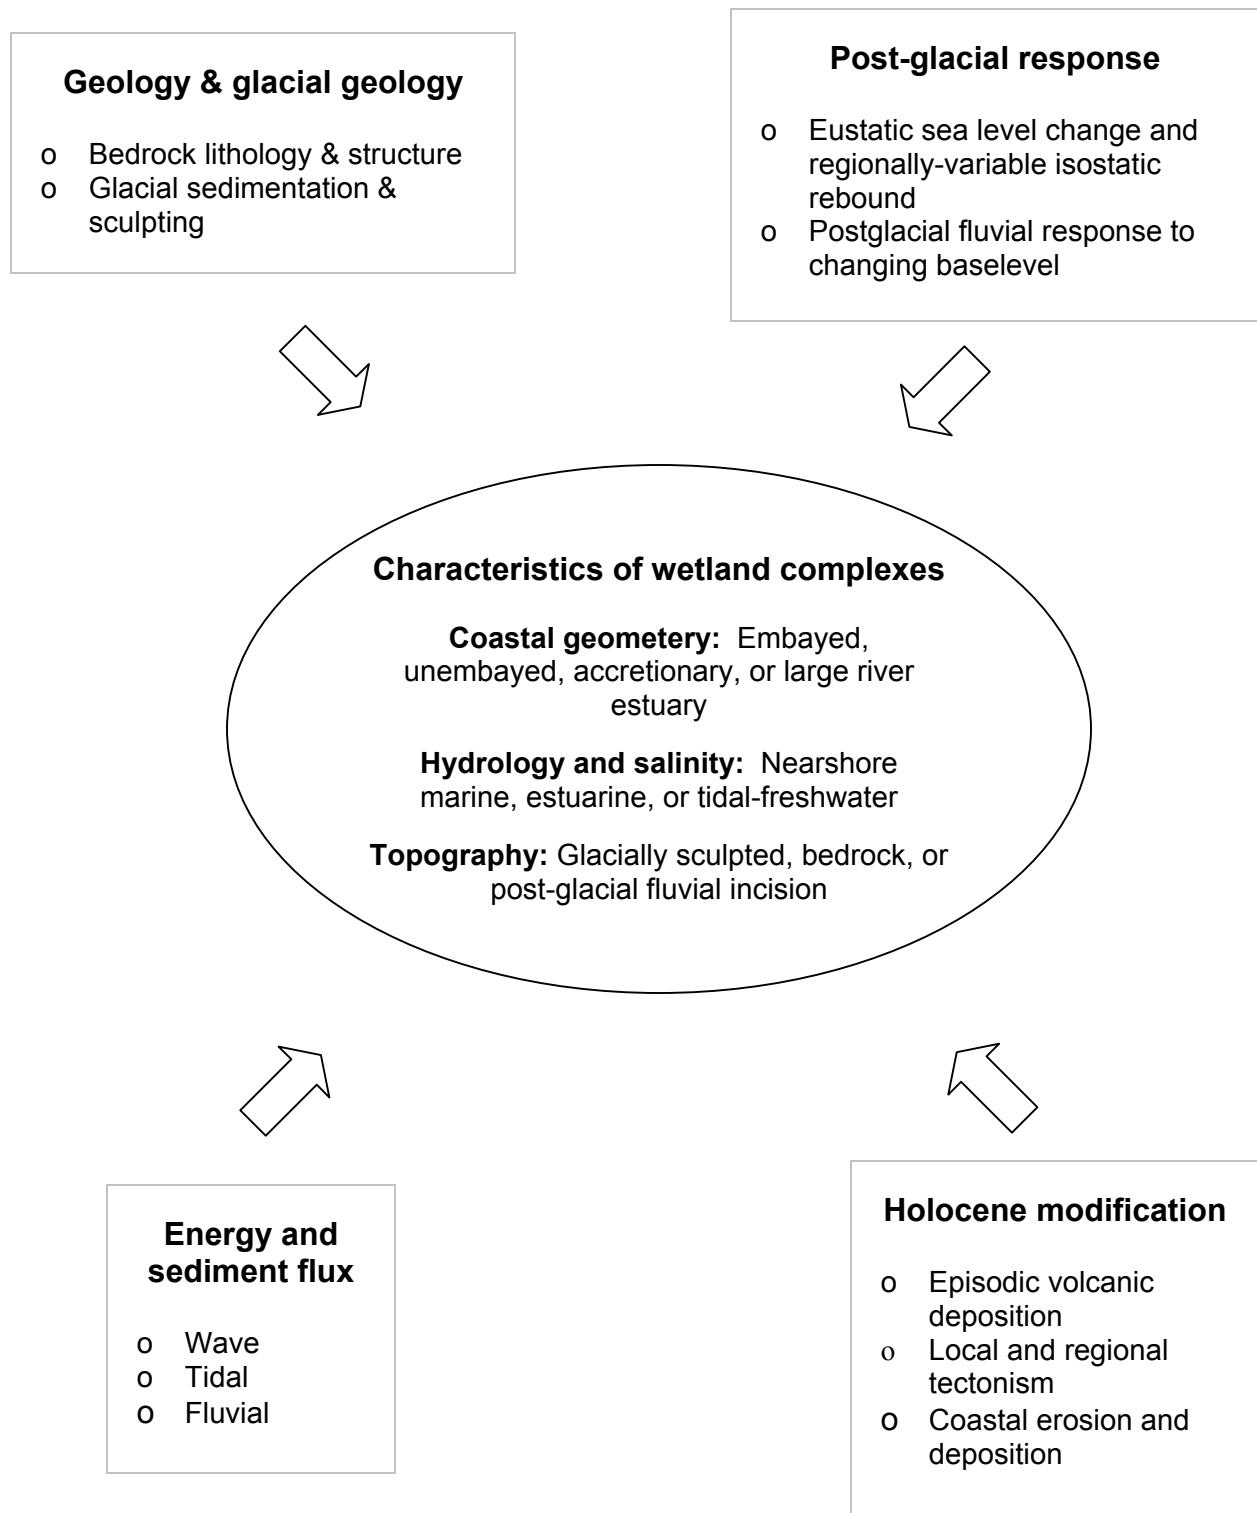 Geology & glacial geology
o Bedrock lithology & structure
o Glacial sedimentation &
sculpting
Post-glacial response
o Eustatic sea level change and
regionally-variable isostatic
rebound
o Postglacial fluvial response to
changing baselevel
Characteristics of wetland complexes
Coastal geometery: Embayed,
unembayed, accretionary, or large river
estuary
Hydrology and salinity: Nearshore
marine, estuarine, or tidal-freshwater
Topography: Glacially sculpted, bedrock, or
post-glacial fluvial incision
Energy and
sediment flux
o Wave
o Tidal
o Fluvial
Holocene modification
o Episodic volcanic
deposition
o Local and regional
tectonism
o Coastal erosion and
deposition